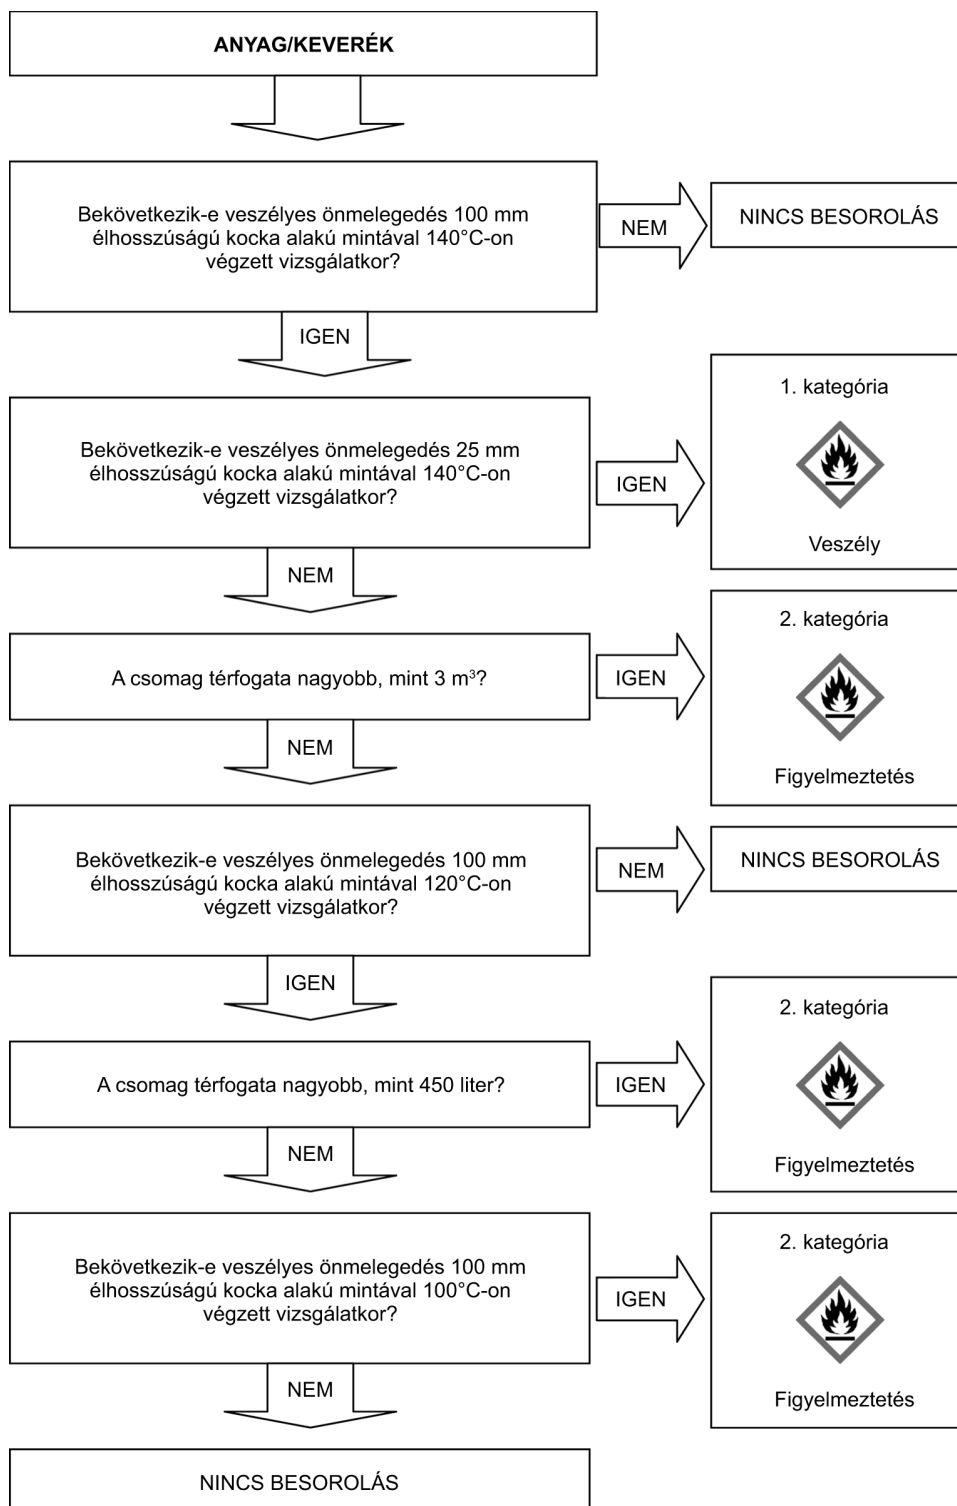 ANYAG/KEVERÉK
Bekövetkezik-e veszélyes önmelegedés 100 mm
élhosszúságú kocka alakú mintával 140°C-on
végzett vizsgálatkor?
NEM
NINCS BESOROLÁS
IGEN
Bekövetkezik-e veszélyes önmelegedés 25 mm
élhosszúságú kocka alakú mintával 140°C-on
végzett vizsgálatkor?
IGEN
1. kategória
Veszély
NEM
A csomag térfogata nagyobb, mint 3 m³?
IGEN
2. kategória
Figyelmeztetés
NEM
Bekövetkezik-e veszélyes önmelegedés 100 mm
élhosszúságú kocka alakú mintával 120°C-on
végzett vizsgálatkor?
NEM
NINCS BESOROLÁS
IGEN
A csomag térfogata nagyobb, mint 450 liter?
IGEN
2. kategória
Figyelmeztetés
NEM
Bekövetkezik-e veszélyes önmelegedés 100 mm
élhosszúságú kocka alakú mintával 100°C-on
végzett vizsgálatkor?
IGEN
2. kategória
Figyelmeztetés
NEM
NINCS BESOROLÁS